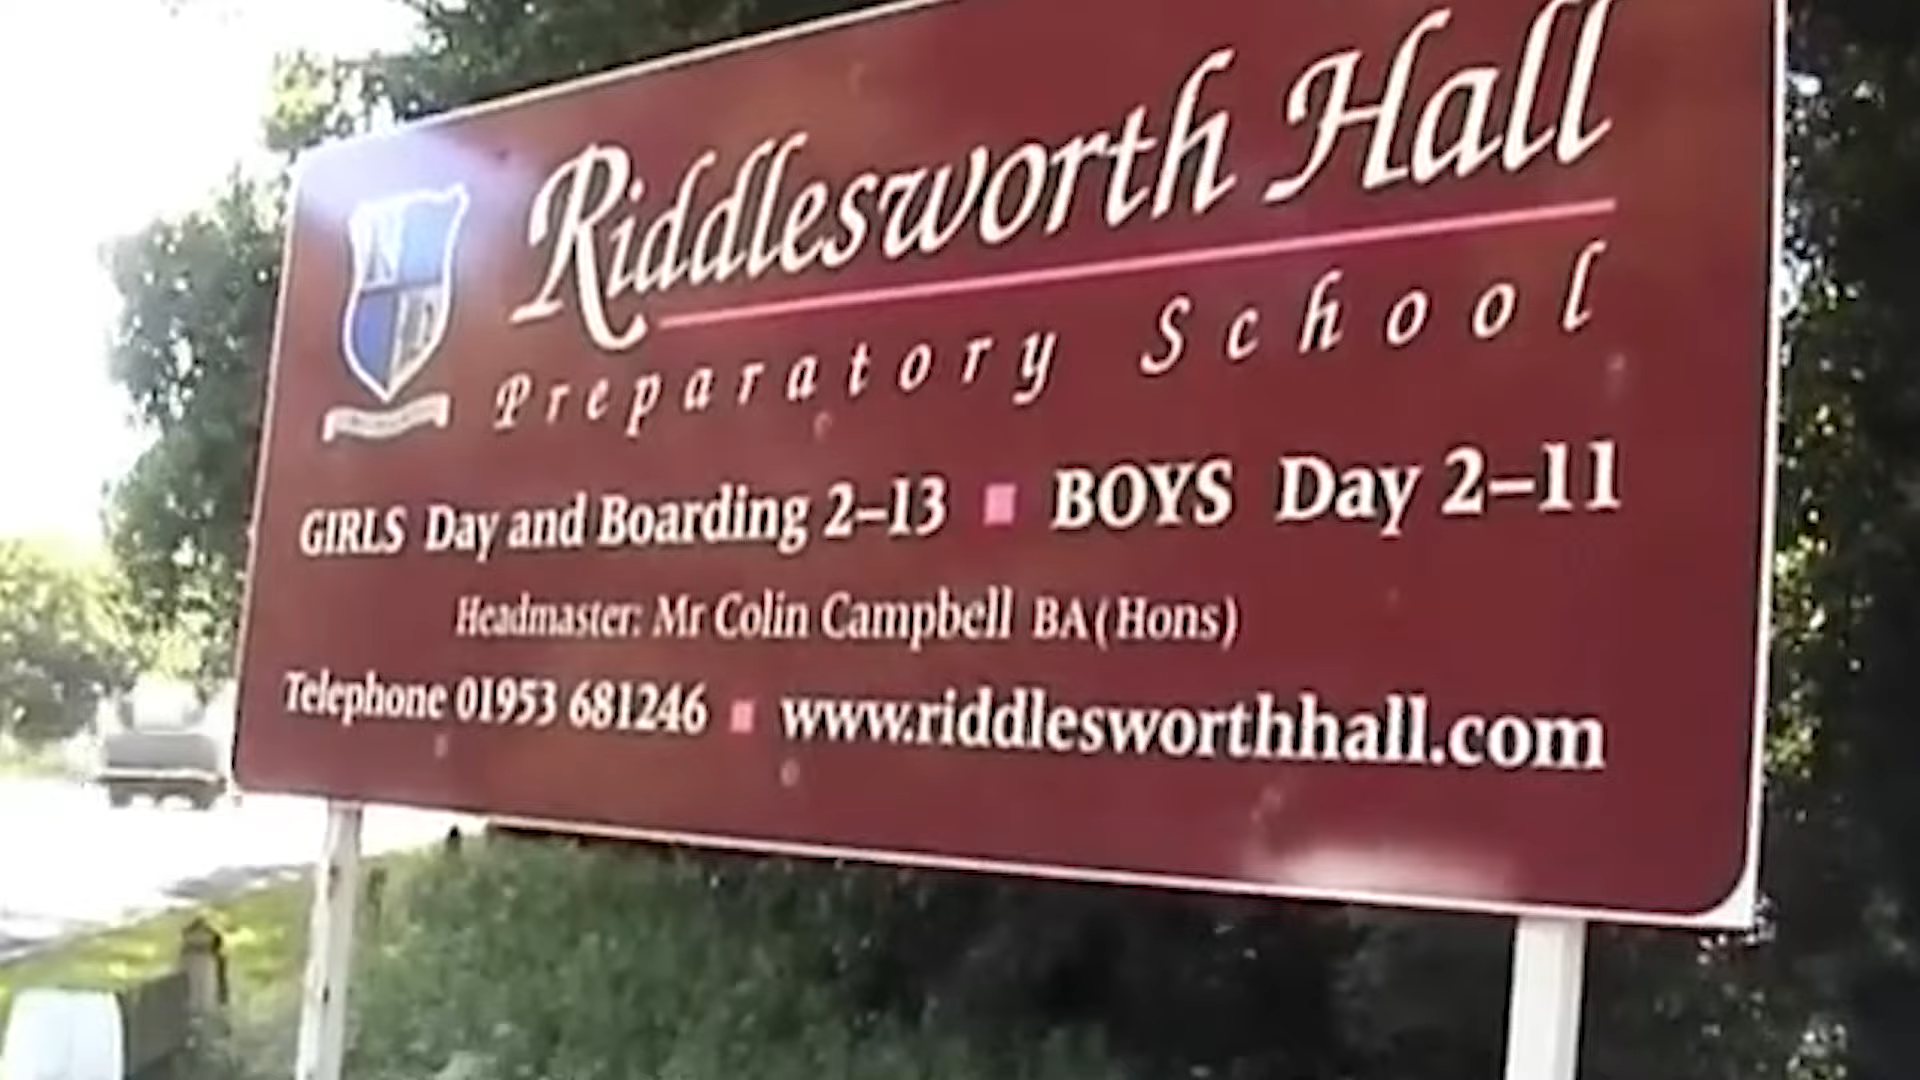 Riddlesworth Hall
Preparatory School
GIRLS Day and Boarding 2–13 ■ BOYS Day 2–11
Headmaster: Mr Colin Campbell BA (Hons)
Telephone 01953 681246 ■ www.riddlesworthhall.com